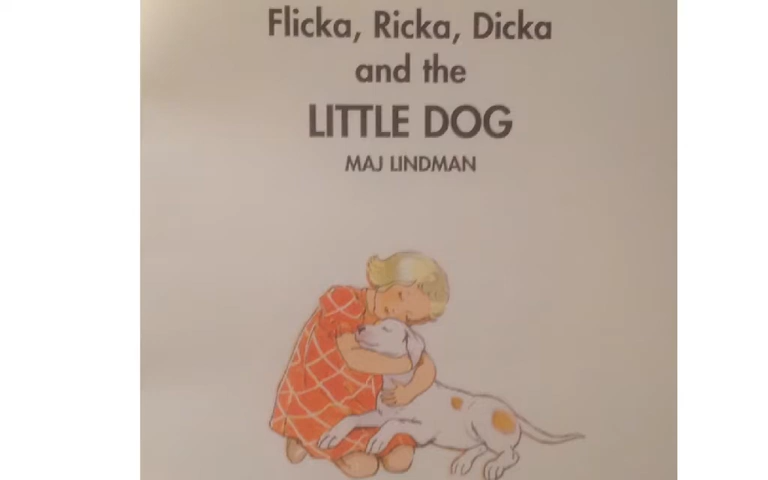 Flicka, Ricka, Dicka
and the
LITTLE DOG
MAJ LINDMAN